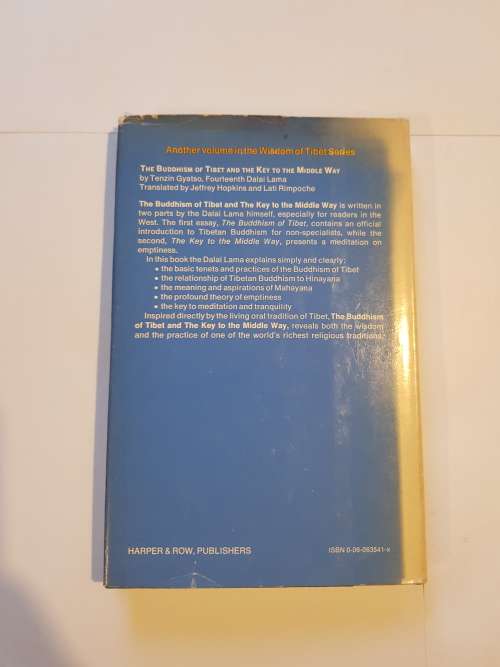 Another volume in the Wisdom of Tibet Series
THE BUDDHISM OF TIBET AND THE KEY TO THE MIDDLE WAY
by Tenzin Gyatso, Fourteenth Dalai Lama
Translated by Jeffrey Hopkins and Lati Rimpoche
The Buddhism of Tibet and The Key to the Middle Way is written in
two parts by the Dalai Lama himself, especially for readers in the
West. The first essay, The Buddhism of Tibet, contains an official
introduction to Tibetan Buddhism for non-specialists, while the
second, The Key to the Middle Way, presents a meditation on
emptiness.
In this book the Dalai Lama explains simply and clearly:
• the basic tenets and practices of the Buddhism of Tibet
• the relationship of Tibetan Buddhism to Hinayana
• the meaning and aspirations of Mahayana
• the profound theory of emptiness
• the key to meditation and tranquility
Inspired directly by the living oral tradition of Tibet, The Buddhism
of Tibet and The Key to the Middle Way, reveals both the wisdom
and the practice of one of the world's richest religious traditions.
HARPER & ROW, PUBLISHERS
ISBN 0-06-063541-x